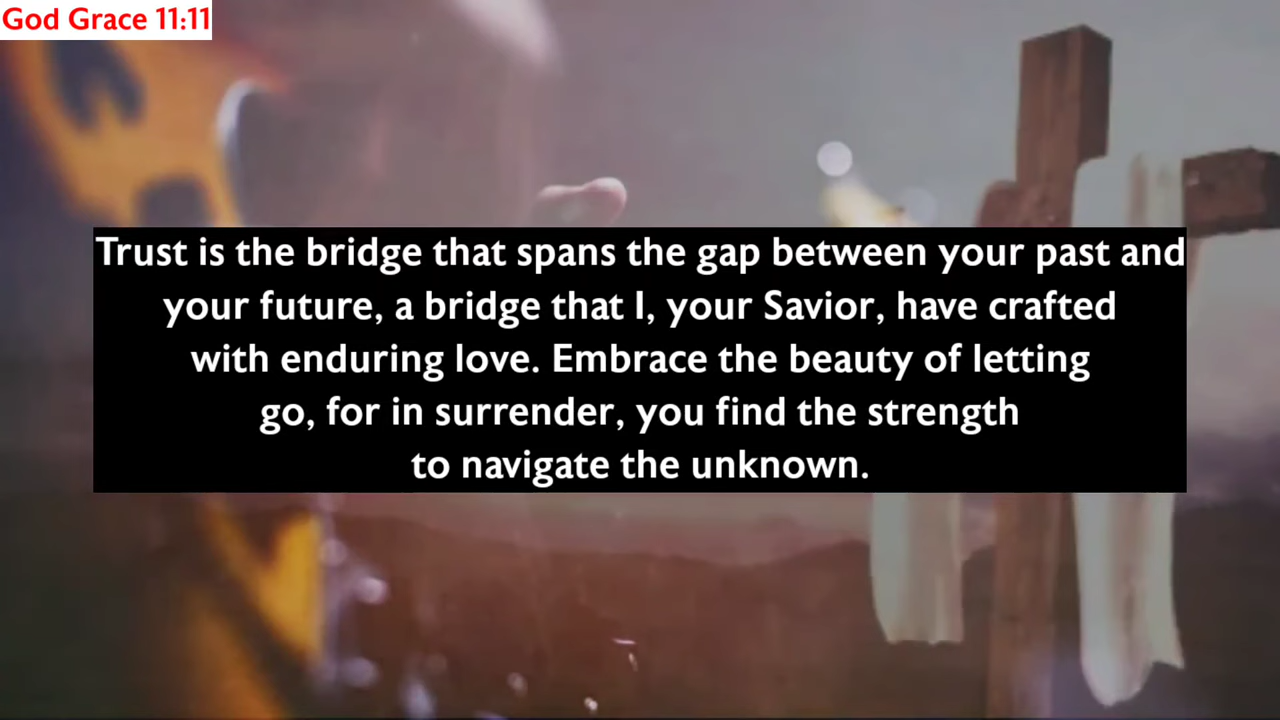 God Grace 11:11
Trust is the bridge that spans the gap between your past and
your future, a bridge that I, your Savior, have crafted
with enduring love. Embrace the beauty of letting
go, for in surrender, you find the strength
to navigate the unknown.